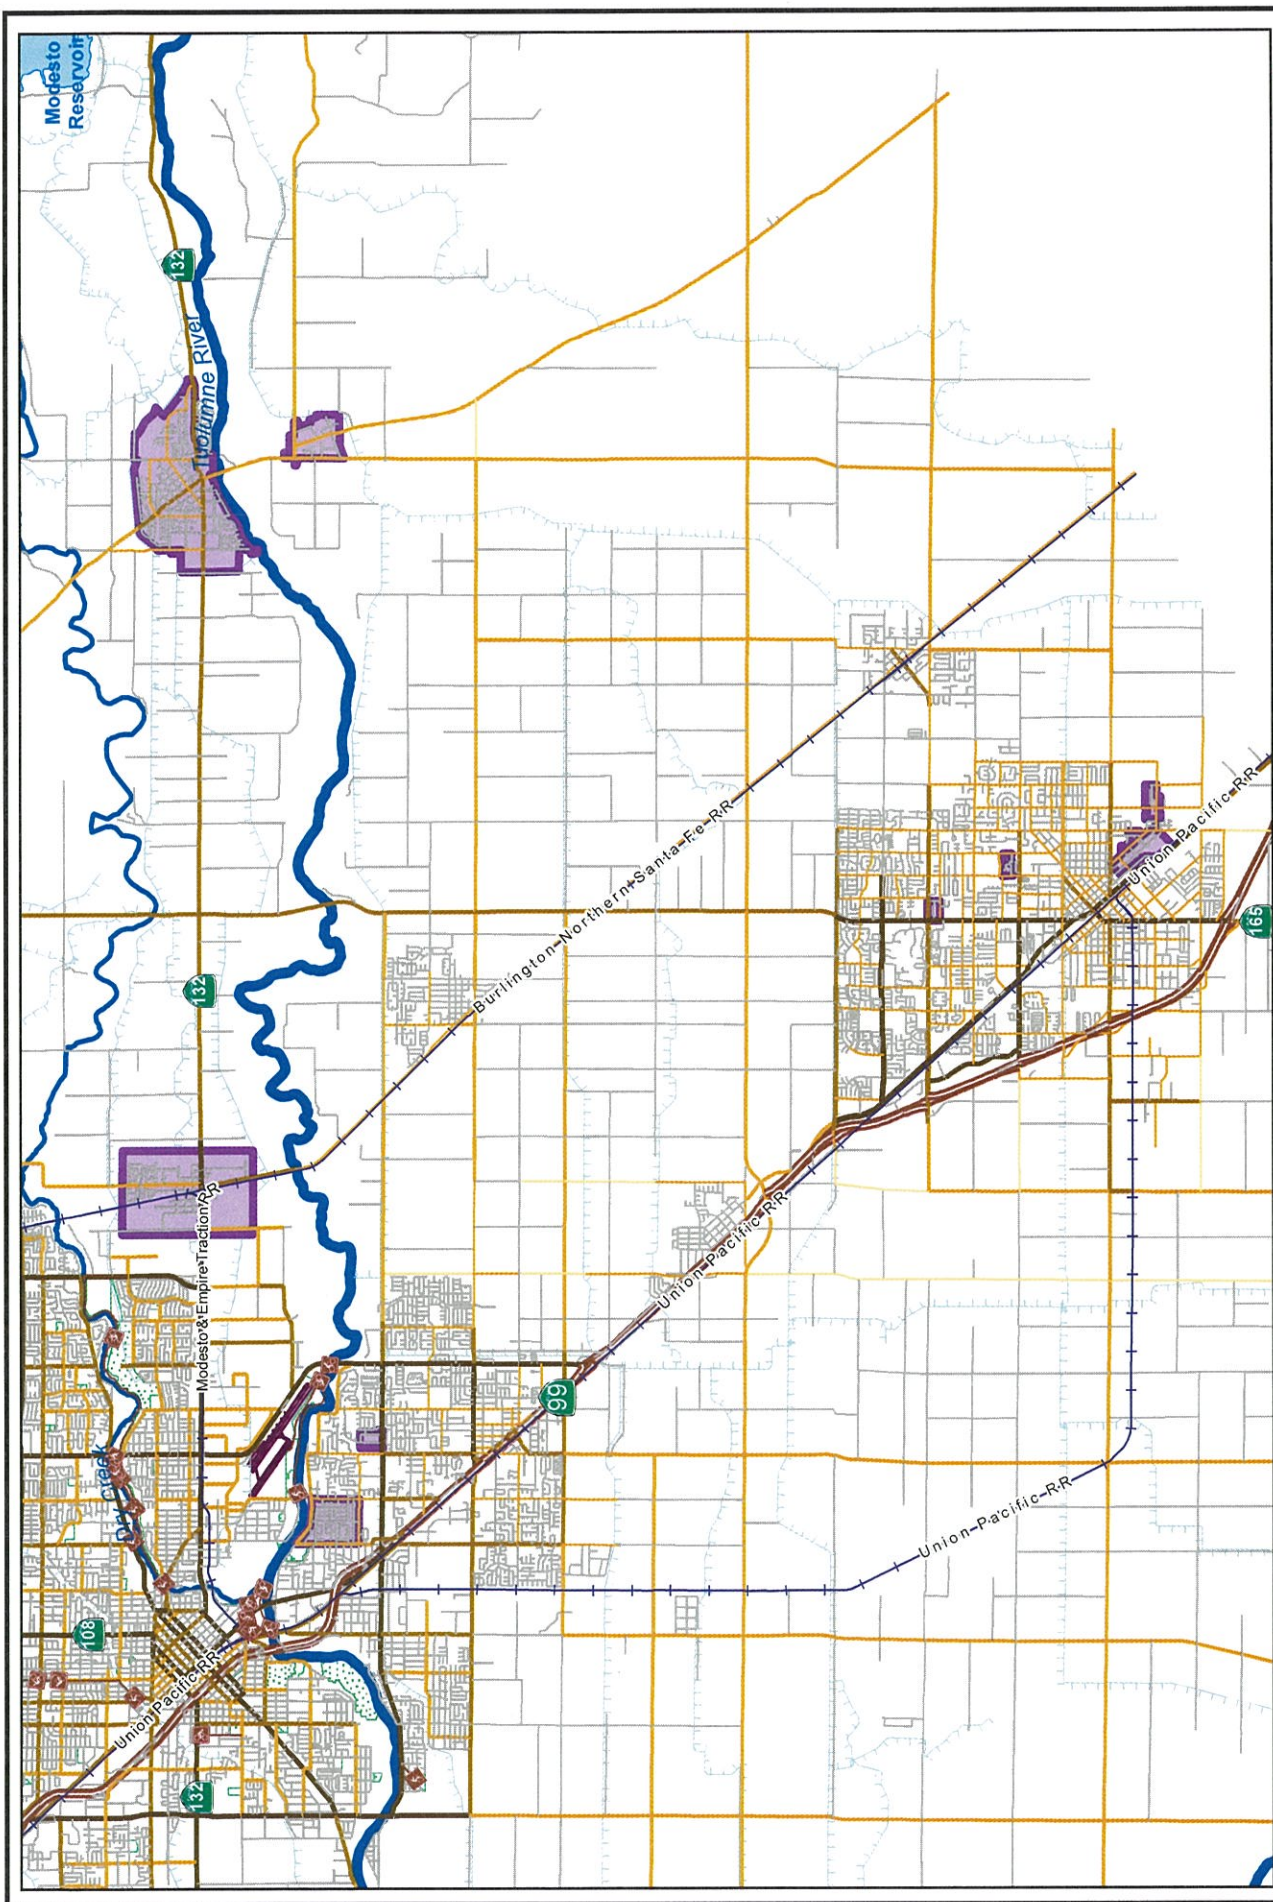 Modesto
Reservoir
132
Tuolumne River
132
Modesto & Empire Traction RR
Burlington Northern Santa Fe RR
Union Pacific RR
165
Union Pacific RR
99
Dry Creek
108
Union Pacific RR
132
Union Pacific RR